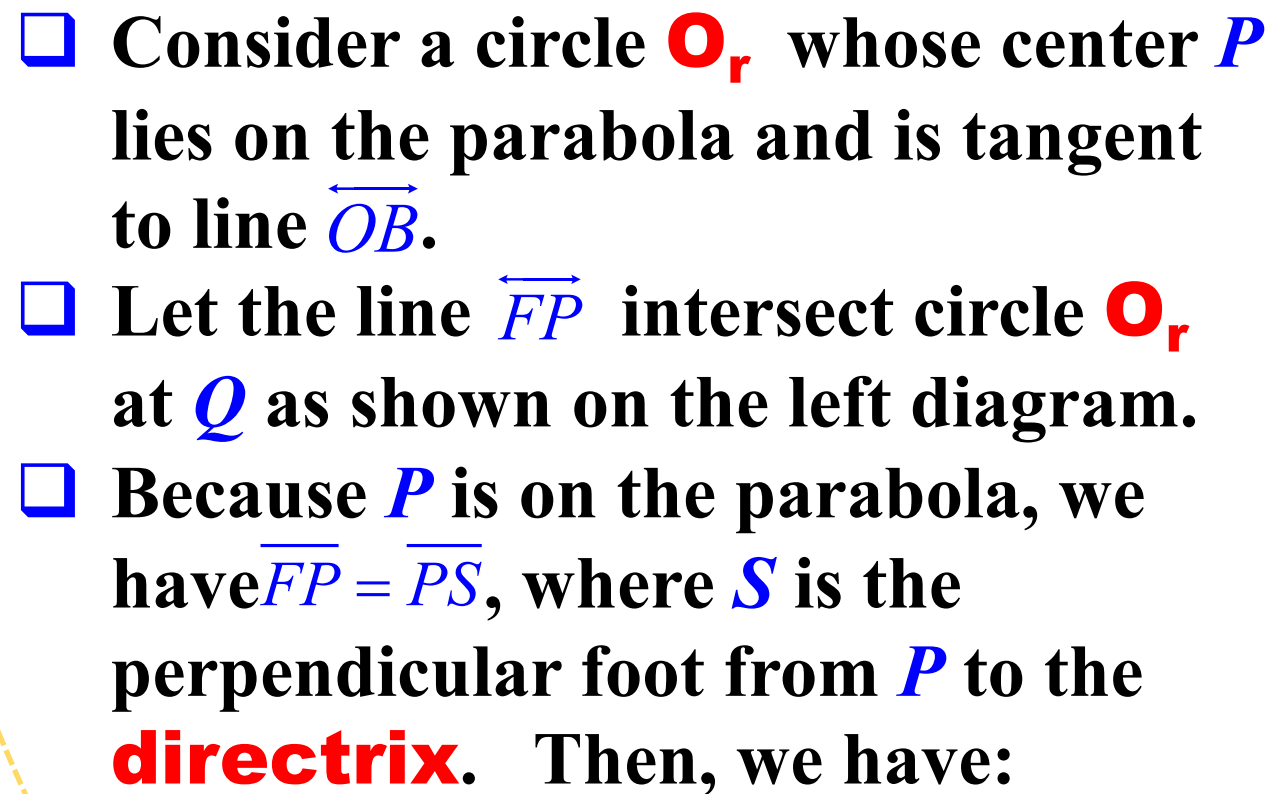 ❑ Consider a circle Oᵣ whose center P
lies on the parabola and is tangent
to line OB.
❑ Let the line FP intersect circle Oᵣ
at Q as shown on the left diagram.
❑ Because P is on the parabola, we
have FP = PS, where S is the
perpendicular foot from P to the
directrix. Then, we have: